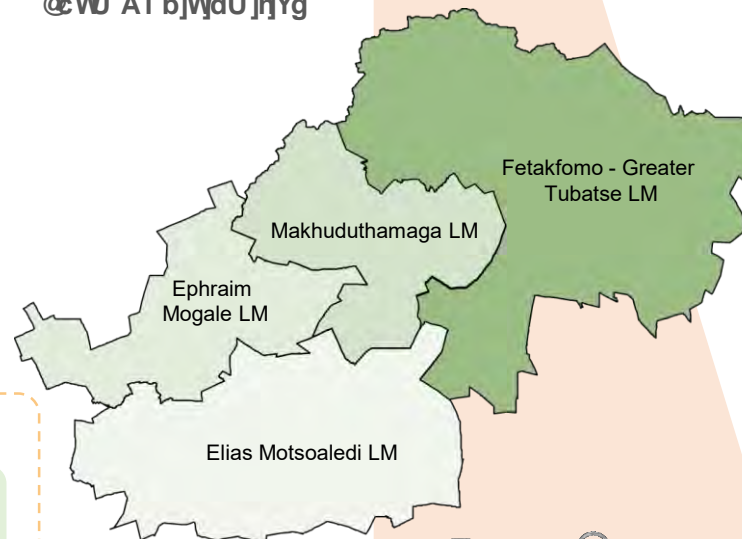 Fetakfomo - Greater
Tubatse LM
Makhuduthamaga LM
Ephraim
Mogale LM
Elias Motsoaledi LM